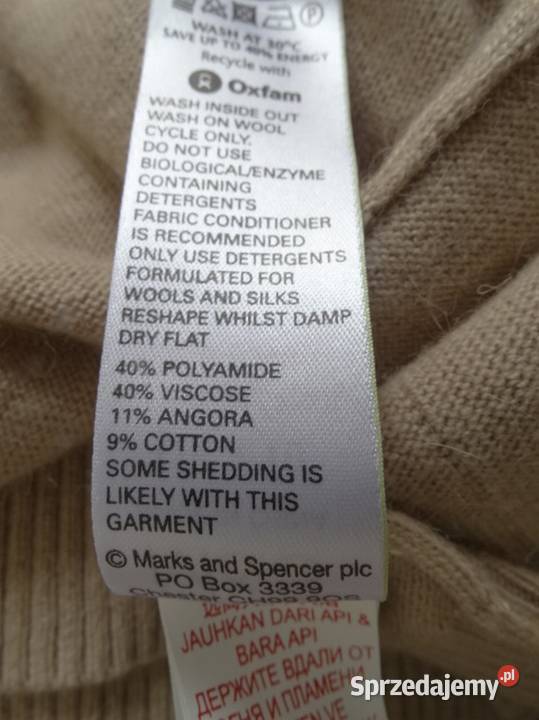 WASH AT 30°C
SAVE UP TO 40% ENERGY
Recycle with
Oxfam
WASH INSIDE OUT
WASH ON WOOL
CYCLE ONLY.
DO NOT USE
BIOLOGICAL/ENZYME
CONTAINING
DETERGENTS
FABRIC CONDITIONER
IS RECOMMENDED
ONLY USE DETERGENTS
FORMULATED FOR
WOOLS AND SILKS
RESHAPE WHILST DAMP
DRY FLAT
40% POLYAMIDE
40% VISCOSE
11% ANGORA
9% COTTON
SOME SHEDDING IS
LIKELY WITH THIS
GARMENT
© Marks and Spencer plc
PO Box 3339
Chester
JAUHKAN DARI API &
BARA API
ДЕРЖИТЕ ВДАЛИ ОТ
ОГНЯ И ПЛАМЕНИ
Sprzedajemy.pl